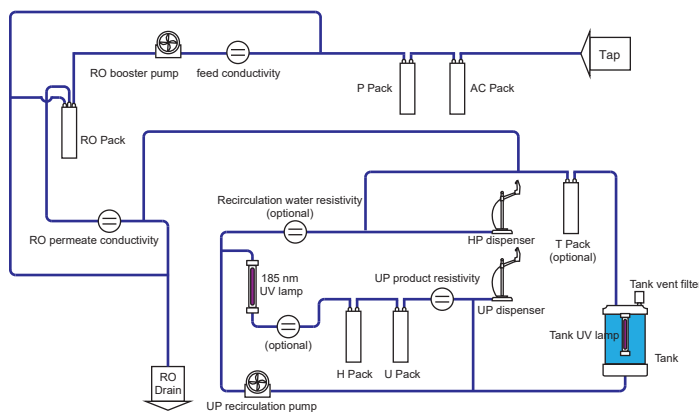 Tap
RO booster pump
feed conductivity
P Pack
AC Pack
RO Pack
Recirculation water resistivity
(optional)
RO permeate conductivity
HP dispenser
T Pack
(optional)
185 nm
UV lamp
UP product resistivity
UP dispenser
Tank vent filter
Tank UV lamp
(optional)
H Pack
U Pack
Tank
RO
Drain
UP recirculation pump